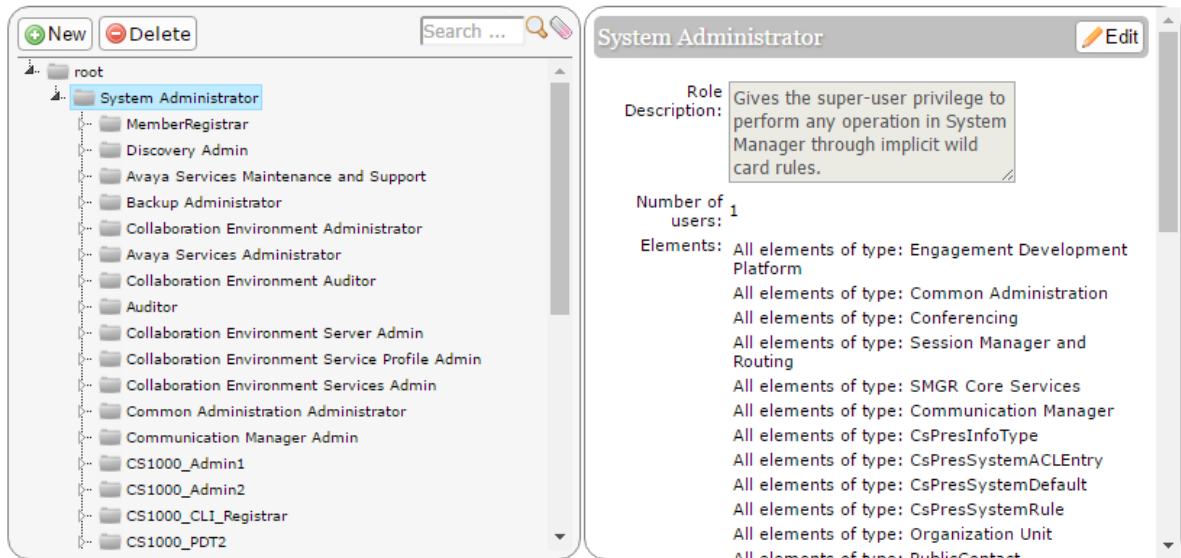 New
Delete
Search ...
root
System Administrator
MemberRegistrar
Discovery Admin
Avaya Services Maintenance and Support
Backup Administrator
Collaboration Environment Administrator
Avaya Services Administrator
Collaboration Environment Auditor
Auditor
Collaboration Environment Server Admin
Collaboration Environment Service Profile Admin
Collaboration Environment Services Admin
Common Administration Administrator
Communication Manager Admin
CS1000_Admin1
CS1000_Admin2
CS1000_CLI_Registrar
CS1000_PDT2
System Administrator
Edit
Role
Description:
Gives the super-user privilege to
perform any operation in System
Manager through implicit wild
card rules.
Number of
users:
1
Elements:
All elements of type: Engagement Development
Platform
All elements of type: Common Administration
All elements of type: Conferencing
All elements of type: Session Manager and
Routing
All elements of type: SMGR Core Services
All elements of type: Communication Manager
All elements of type: CsPresInfoType
All elements of type: CsPresSystemACLEntry
All elements of type: CsPresSystemDefault
All elements of type: CsPresSystemRule
All elements of type: Organization Unit
All elements of type: PublicContact